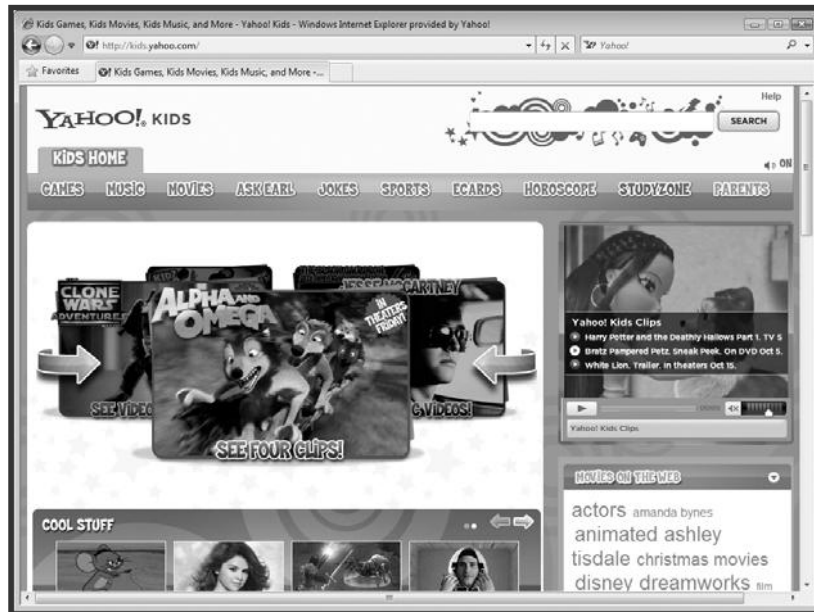 Kids Games, Kids Movies, Kids Music, and More - Yahoo! Kids - Windows Internet Explorer provided by Yahoo!
http://kids.yahoo.com/
Yahoo!
Favorites
Kids Games, Kids Movies, Kids Music, and More -...
YAHOO! KIDS
Help
SEARCH
KIDS HOME
ON
GAMES MUSIC MOVIES ASK EARL JOKES SPORTS ECARDS HOROSCOPE STUDYZONE PARENTS
CLONE WARS ADVENTURES
JESSE MCCARTNEY
ALPHA AND OMEGA
IN THEATERS FRIDAY!
SEE VIDEO
VIDEOS!
SEE FOUR CLIPS!
Yahoo! Kids Clips
Harry Potter and the Deathly Hallows Part 1. TV S
Bratz Pampered Petz. Sneak Peek. On DVD Oct 5.
White Lion. Trailer. In theaters Oct 15.
Yahoo! Kids Clips
MOVIES ON THE WEB
actors amanda bynes
animated ashley
tisdale christmas movies
disney dreamworks film
COOL STUFF